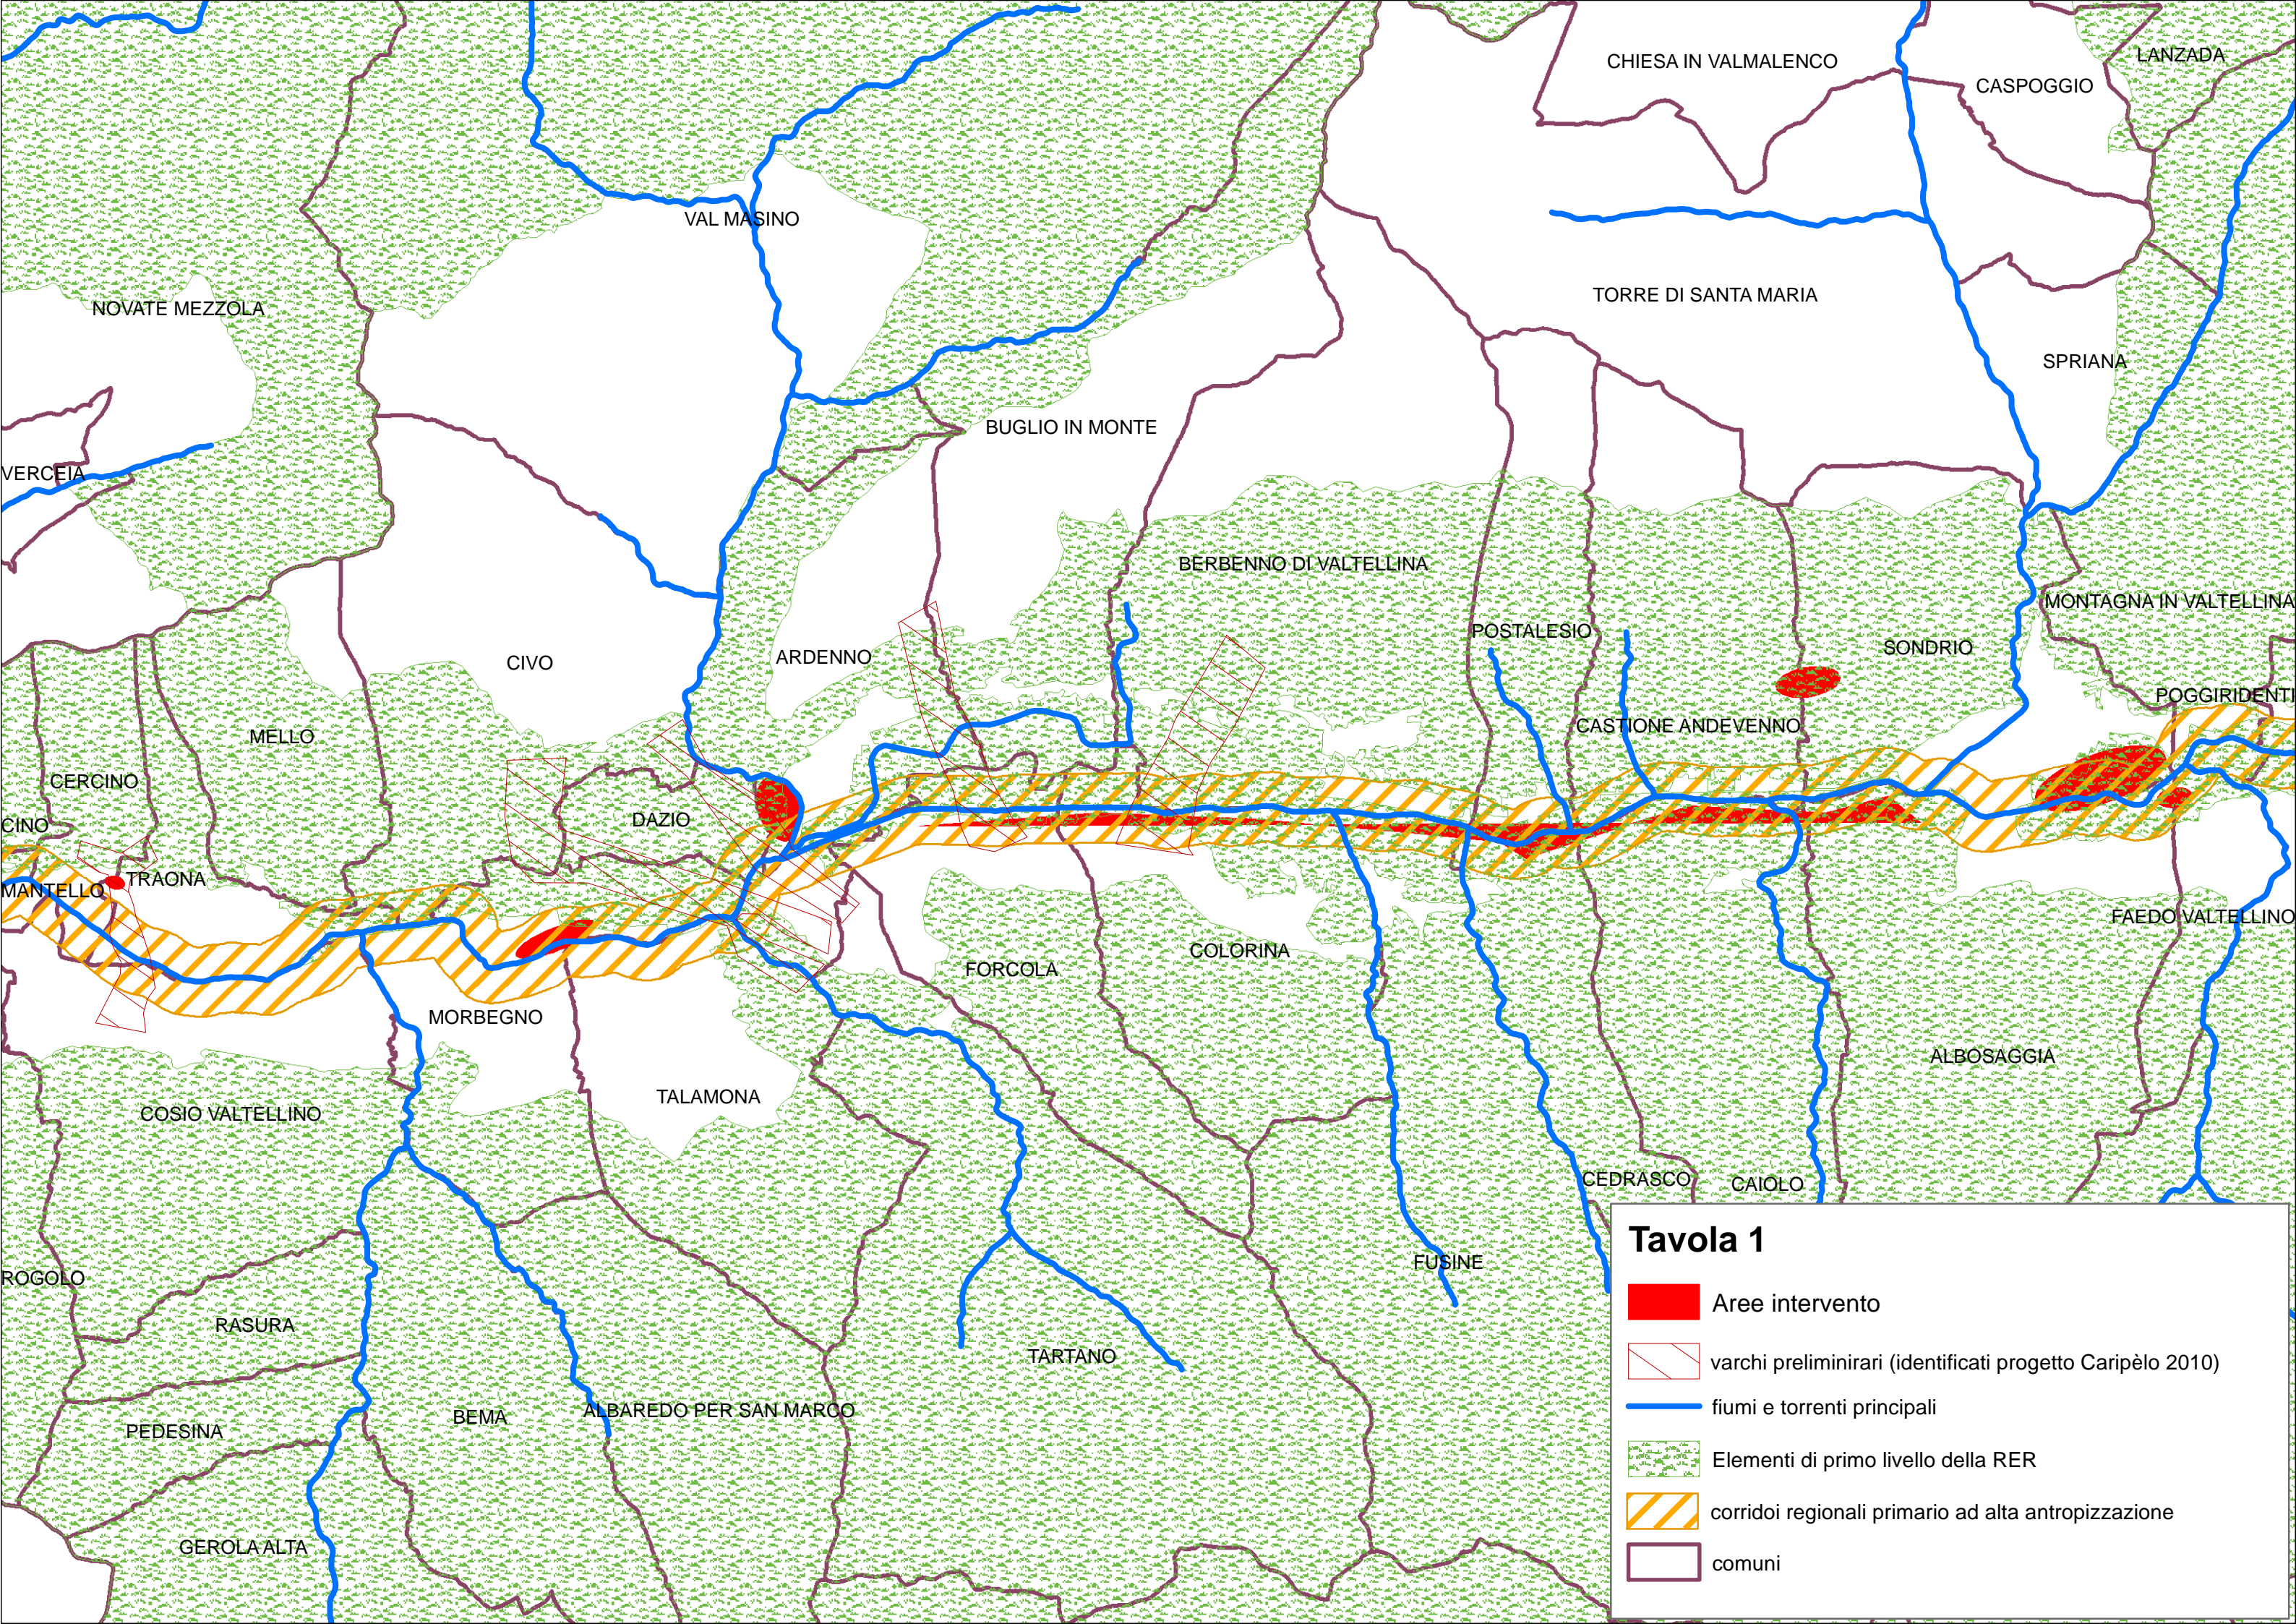 CHIESA IN VALMALENCO
LANZADA
CASPOGGIO
VAL MASINO
NOVATE MEZZOLA
TORRE DI SANTA MARIA
SPRIANA
BUGLIO IN MONTE
VERCEIA
BERBENNO DI VALTELLINA
MONTAGNA IN VALTELLINA
POSTALESIO
SONDRIO
ARDENNO
CIVO
POGGIRIDENTI
CASTIONE ANDEVENNO
MELLO
CERCINO
DAZIO
CINO
TRAONA
MANTELLO
FAEDO VALTELLINO
COLORINA
FORCOLA
MORBEGNO
ALBOSAGGIA
TALAMONA
COSIO VALTELLINO
CEDRASCO
CAIOLO
FUSINE
ROGOLO
RASURA
TARTANO
ALBAREDO PER SAN MARCO
BEMA
PEDESINA
GEROLA ALTA
Tavola 1
Aree intervento
varchi preliminirari (identificati progetto Caripèlo 2010)
fiumi e torrenti principali
Elementi di primo livello della RER
corridoi regionali primario ad alta antropizzazione
comuni